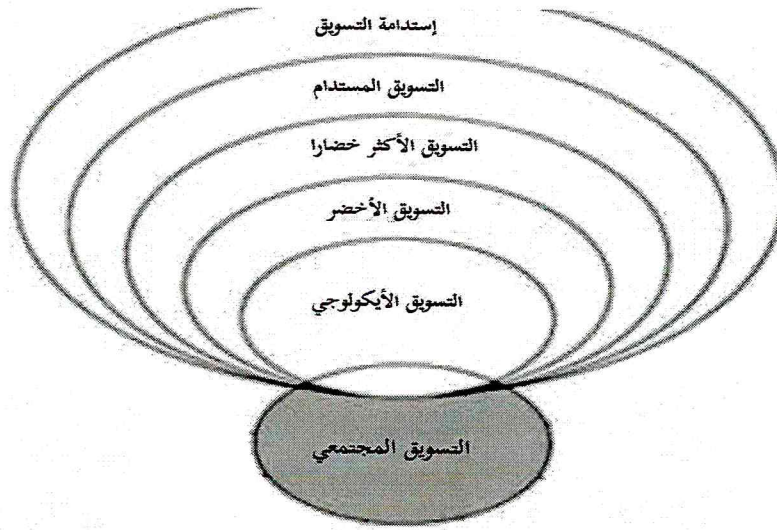 إستدامة التسويق
التسويق المستدام
التسويق الأكثر خضارا
التسويق الأخضر
التسويق الأيكولوجي
التسويق المجتمعي